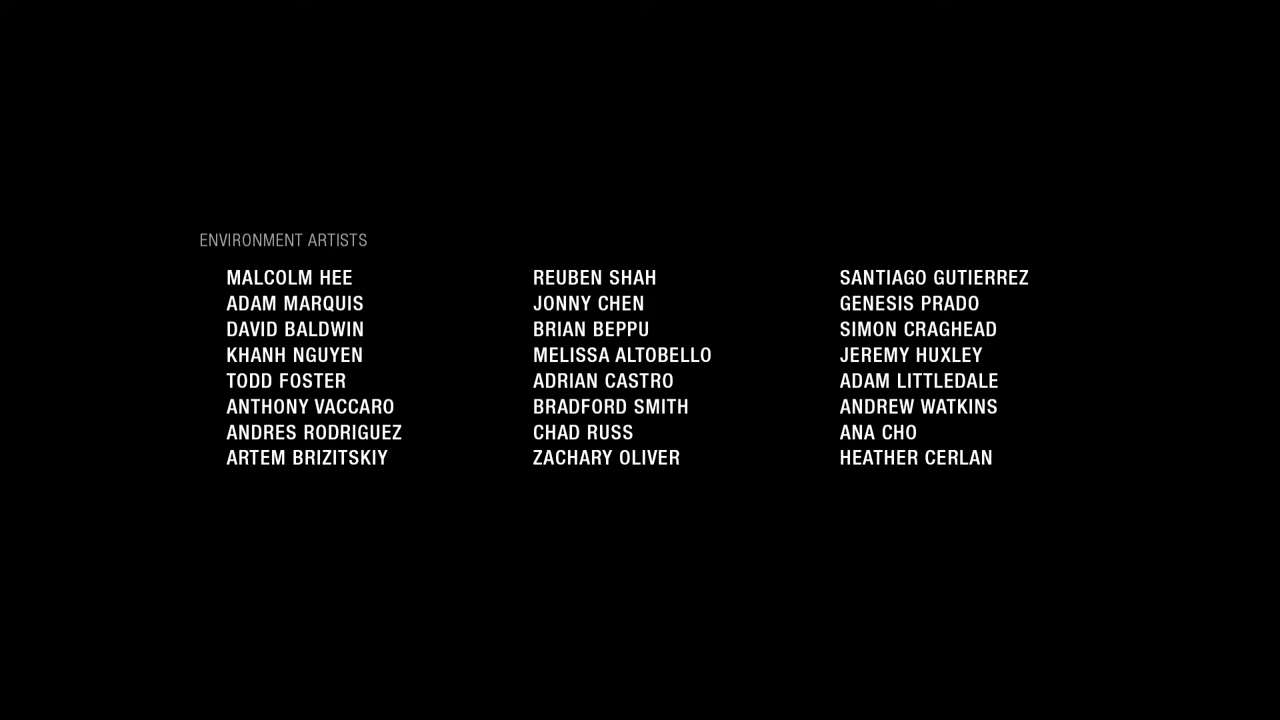 ENVIRONMENT ARTISTS
MALCOLM HEE
ADAM MARQUIS
DAVID BALDWIN
KHANH NGUYEN
TODD FOSTER
ANTHONY VACCARO
ANDRES RODRIGUEZ
ARTEM BRIZITSKIY
REUBEN SHAH
JONNY CHEN
BRIAN BEPPU
MELISSA ALTOBELLO
ADRIAN CASTRO
BRADFORD SMITH
CHAD RUSS
ZACHARY OLIVER
SANTIAGO GUTIERREZ
GENESIS PRADO
SIMON CRAGHEAD
JEREMY HUXLEY
ADAM LITTLEDALE
ANDREW WATKINS
ANA CHO
HEATHER CERLAN